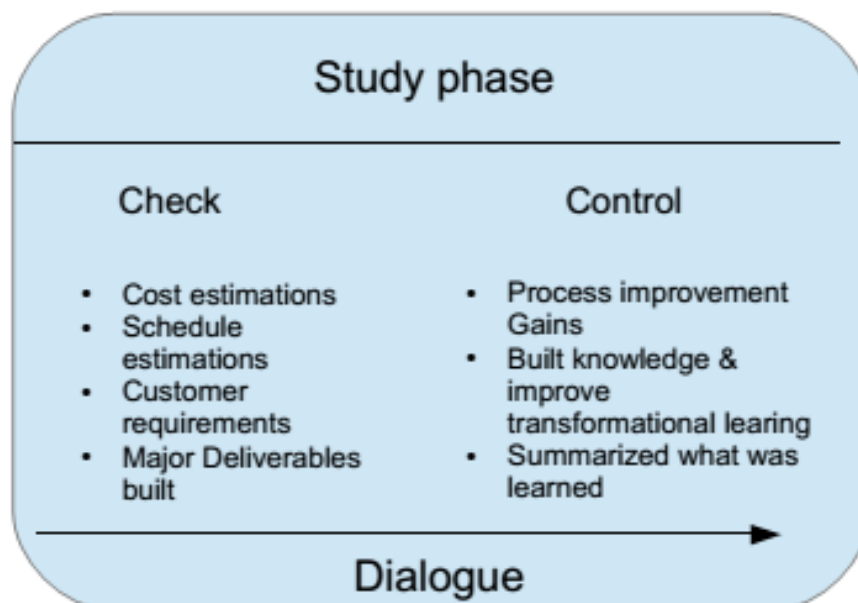 Study phase
Check
• Cost estimations
• Schedule
estimations
• Customer
requirements
• Major Deliverables
built
Control
• Process improvement
Gains
• Built knowledge &
improve
transformational learing
• Summarized what was
learned
Dialogue